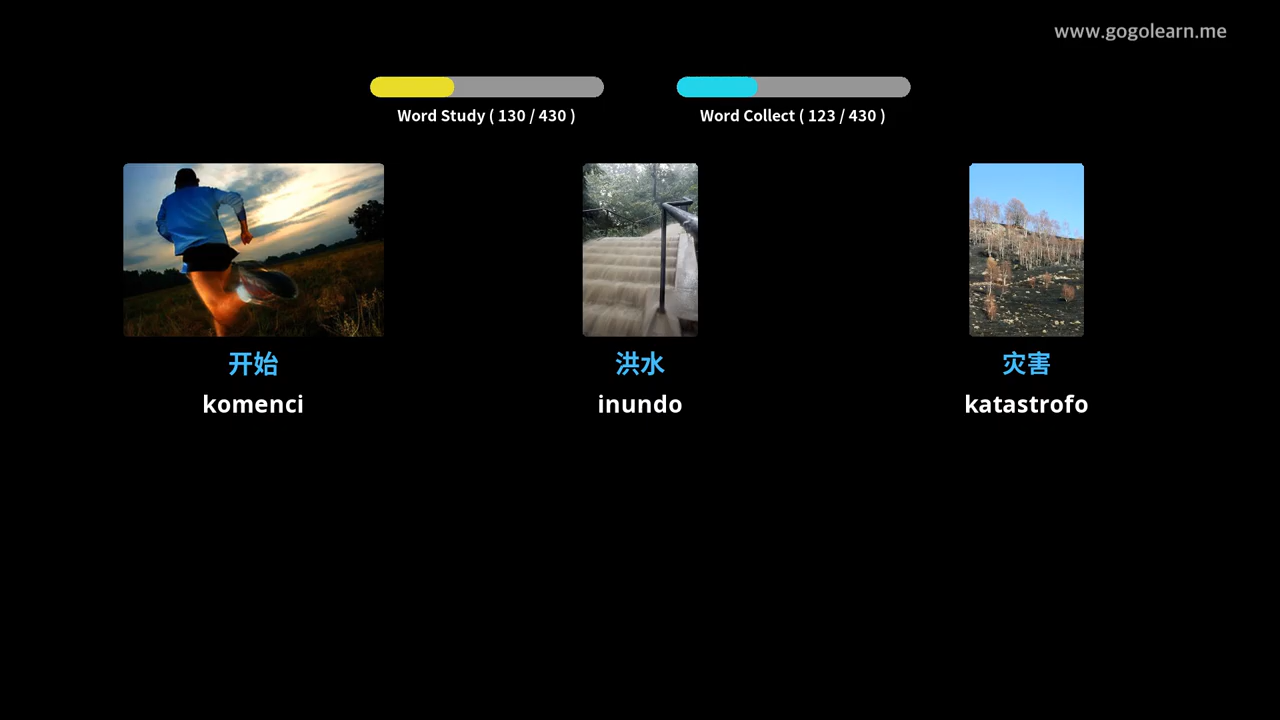 www.gogolearn.me
Word Study ( 130 / 430 )
Word Collect ( 123 / 430 )
开始
洪水
灾害
komenci
inundo
katastrofo